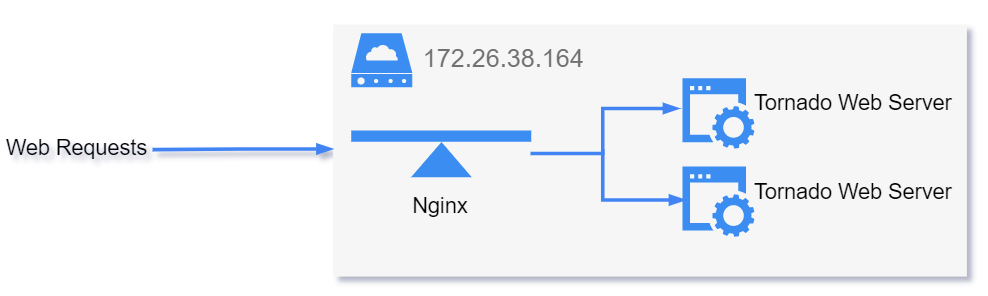 172.26.38.164
Tornado Web Server
Web Requests
Tornado Web Server
Nginx